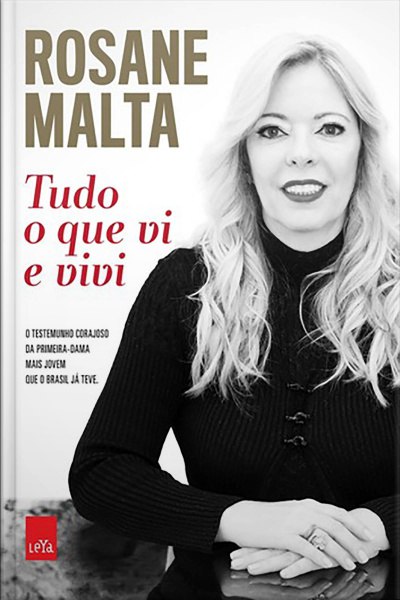 ROSANE
MALTA
Tudo
o que vi
e vivi
O TESTEMUNHO CORAJOSO
DA PRIMEIRA-DAMA
MAIS JOVEM
QUE O BRASIL JÁ TEVE.
LeYa